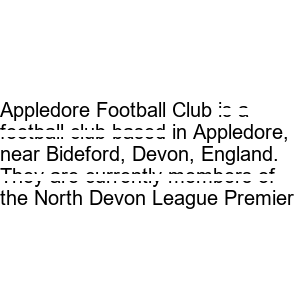 Appledore Football Club is a
football club based in Appledore,
near Bideford, Devon, England.
They are currently members of
the North Devon League Premier